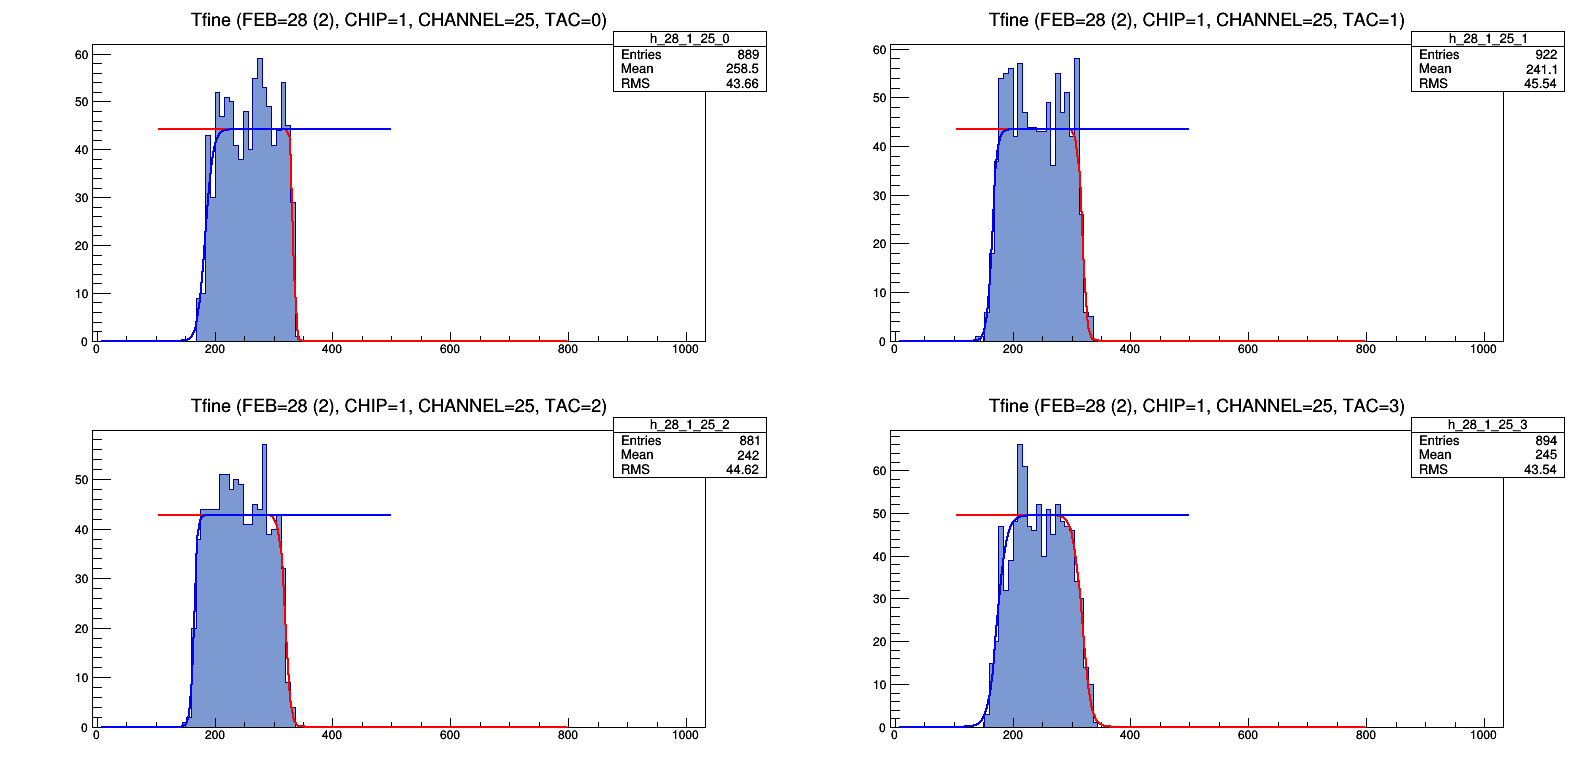 Tfine (FEB=28 (2), CHIP=1, CHANNEL=25, TAC=0)
h_28_1_25_0
Entries 889
Mean 258.5
RMS 43.66
60
50
40
30
20
10
0
0 200 400 600 800 1000
Tfine (FEB=28 (2), CHIP=1, CHANNEL=25, TAC=1)
h_28_1_25_1
Entries 922
Mean 241.1
RMS 45.54
60
50
40
30
20
10
0
0 200 400 600 800 1000
Tfine (FEB=28 (2), CHIP=1, CHANNEL=25, TAC=2)
h_28_1_25_2
Entries 881
Mean 242
RMS 44.62
50
40
30
20
10
0
0 200 400 600 800 1000
Tfine (FEB=28 (2), CHIP=1, CHANNEL=25, TAC=3)
h_28_1_25_3
Entries 894
Mean 245
RMS 43.54
60
50
40
30
20
10
0
0 200 400 600 800 1000